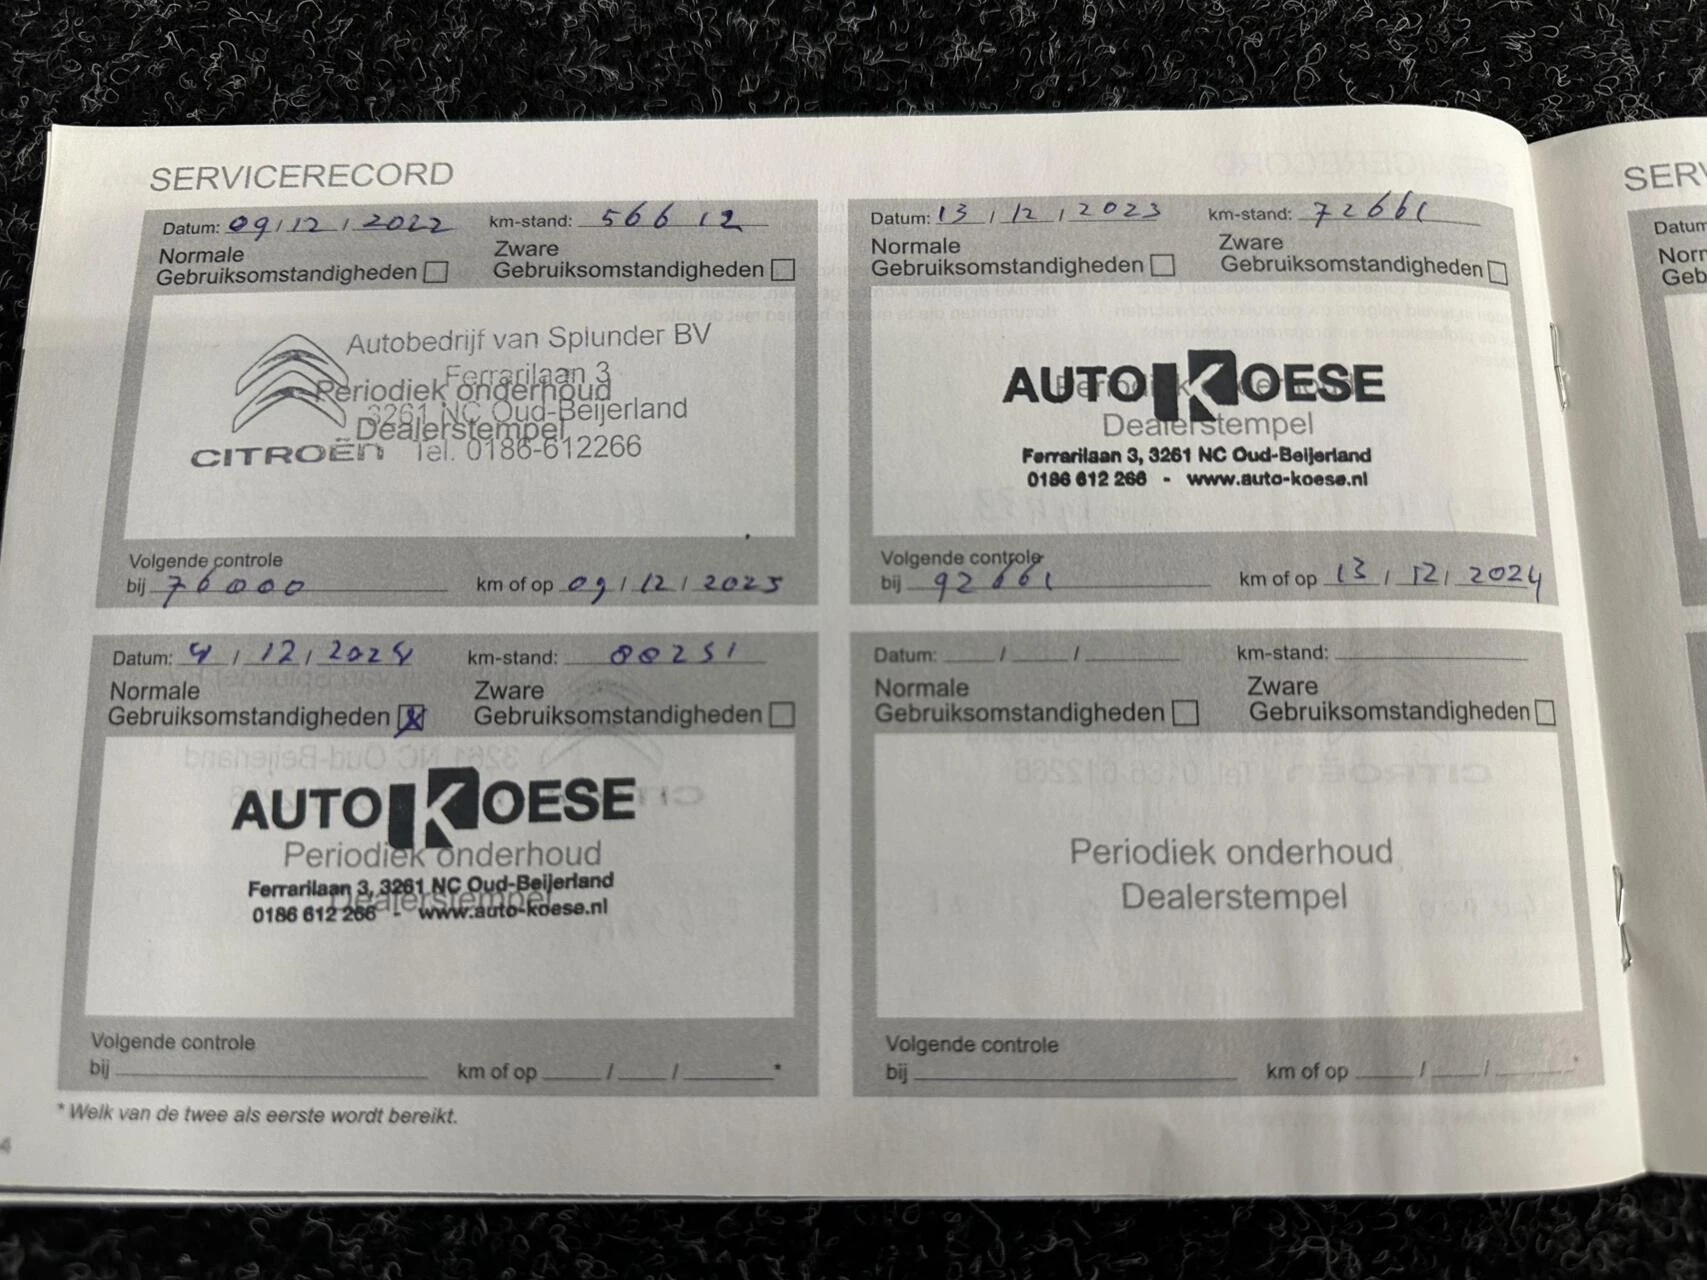 SERVICERECORD
Datum: 09/12/2022 km-stand: 56612
Normale
Gebruiksomstandigheden
Zware
Gebruiksomstandigheden
Autobedrijf van Splunder BV
Ferrarilaan 3
Periodiek onderhoud
3261 NC Oud-Beijerland
Dealerstempel
CITROËN Tel. 0186-612266
Volgende controle
bij 76000 km of op 09/12/2023
Datum: 13/12/2023 km-stand: 72661
Normale
Gebruiksomstandigheden
Zware
Gebruiksomstandigheden
AUTO KOESE
Dealerstempel
Ferrarilaan 3, 3261 NC Oud-Beijerland
0186 612 266 - www.auto-koese.nl
Volgende controle
bij 92661 km of op 13/12/2024
Datum: 4/12/2024 km-stand:
Normale
Gebruiksomstandigheden
Zware
Gebruiksomstandigheden
AUTO KOESE
Periodiek onderhoud
Ferrarilaan 3, 3261 NC Oud-Beijerland
Dealerstempel
0186 612 266 - www.auto-koese.nl
Volgende controle
bij km of op / / *
Datum: / / km-stand:
Normale
Gebruiksomstandigheden
Zware
Gebruiksomstandigheden
Periodiek onderhoud
Dealerstempel
Volgende controle
bij km of op / / *
* Welk van de twee als eerste wordt bereikt.
4
SERV
Datum
Norm
Geb